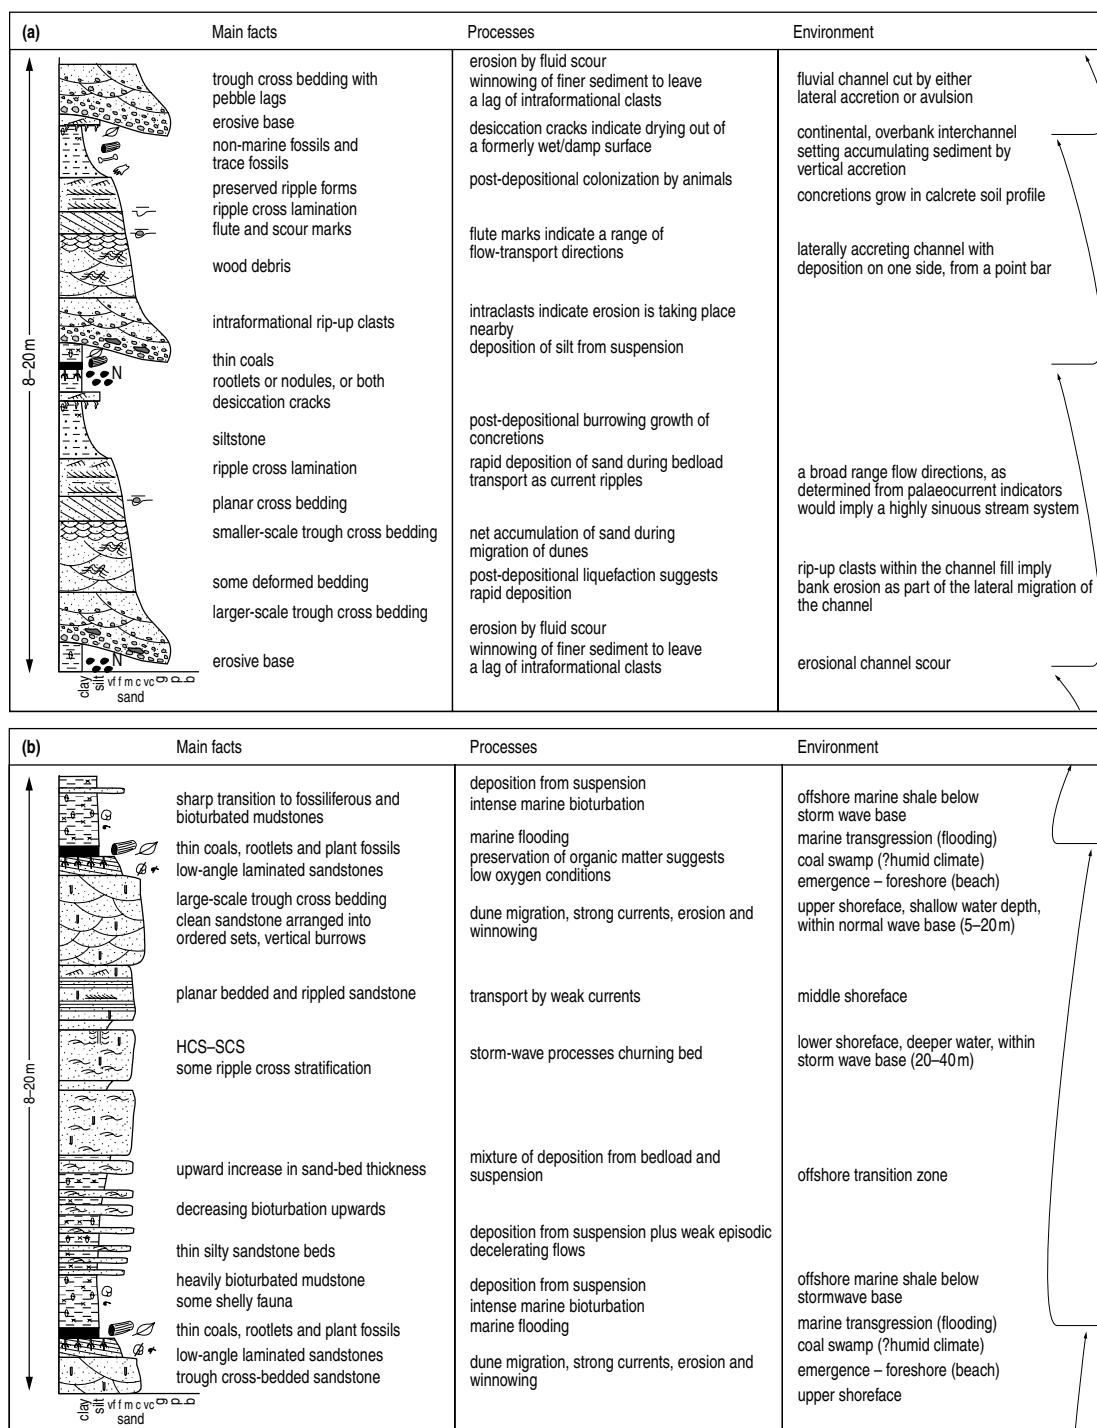 (a)
Main facts
Processes
Environment
8–20 m
trough cross bedding with
pebble lags
erosive base
non-marine fossils and
trace fossils
preserved ripple forms
ripple cross lamination
flute and scour marks
wood debris
intraformational rip-up clasts
thin coals
rootlets or nodules, or both
desiccation cracks
siltstone
ripple cross lamination
planar cross bedding
smaller-scale trough cross bedding
some deformed bedding
larger-scale trough cross bedding
erosive base
N
N
erosion by fluid scour
winnowing of finer sediment to leave
a lag of intraformational clasts
desiccation cracks indicate drying out of
a formerly wet/damp surface
post-depositional colonization by animals
flute marks indicate a range of
flow-transport directions
intraclasts indicate erosion is taking place
nearby
deposition of silt from suspension
post-depositional burrowing growth of
concretions
rapid deposition of sand during bedload
transport as current ripples
net accumulation of sand during
migration of dunes
post-depositional liquefaction suggests
rapid deposition
erosion by fluid scour
winnowing of finer sediment to leave
a lag of intraformational clasts
fluvial channel cut by either
lateral accretion or avulsion
continental, overbank interchannel
setting accumulating sediment by
vertical accretion
concretions grow in calcrete soil profile
laterally accreting channel with
deposition on one side, from a point bar
a broad range flow directions, as
determined from palaeocurrent indicators
would imply a highly sinuous stream system
rip-up clasts within the channel fill imply
bank erosion as part of the lateral migration of
the channel
erosional channel scour
clay silt vf f m c vc g p b
sand
(b)
Main facts
Processes
Environment
8–20 m
sharp transition to fossiliferous and
bioturbated mudstones
thin coals, rootlets and plant fossils
low-angle laminated sandstones
large-scale trough cross bedding
clean sandstone arranged into
ordered sets, vertical burrows
planar bedded and rippled sandstone
HCS–SCS
some ripple cross stratification
upward increase in sand-bed thickness
decreasing bioturbation upwards
thin silty sandstone beds
heavily bioturbated mudstone
some shelly fauna
thin coals, rootlets and plant fossils
low-angle laminated sandstones
trough cross-bedded sandstone
deposition from suspension
intense marine bioturbation
marine flooding
preservation of organic matter suggests
low oxygen conditions
dune migration, strong currents, erosion and
winnowing
transport by weak currents
storm-wave processes churning bed
mixture of deposition from bedload and
suspension
deposition from suspension plus weak episodic
decelerating flows
deposition from suspension
intense marine bioturbation
marine flooding
dune migration, strong currents, erosion and
winnowing
offshore marine shale below
storm wave base
marine transgression (flooding)
coal swamp (?humid climate)
emergence – foreshore (beach)
upper shoreface, shallow water depth,
within normal wave base (5–20 m)
middle shoreface
lower shoreface, deeper water, within
storm wave base (20–40 m)
offshore transition zone
offshore marine shale below
stormwave base
marine transgression (flooding)
coal swamp (?humid climate)
emergence – foreshore (beach)
upper shoreface
clay silt vf f m c vc g p b
sand